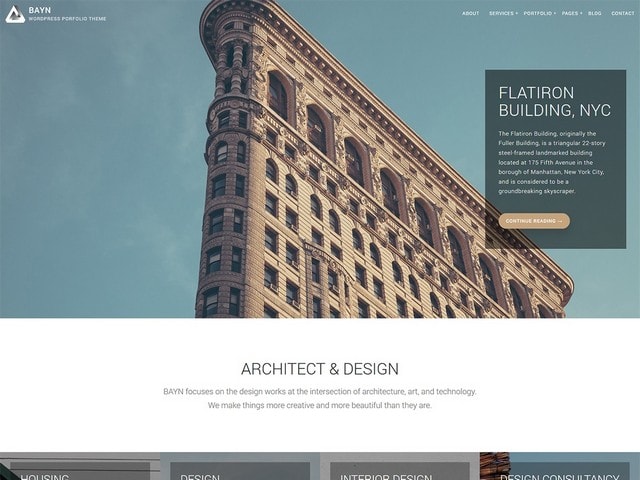 BAYN
WORDPRESS PORFOLIO THEME
ABOUT SERVICES + PORTFOLIO + PAGES + BLOG CONTACT
FLATIRON
BUILDING, NYC
The Flatiron Building, originally the
Fuller Building, is a triangular 22-story
steel-framed landmarked building
located at 175 Fifth Avenue in the
borough of Manhattan, New York City,
and is considered to be a
groundbreaking skyscraper.
CONTINUE READING →
ARCHITECT & DESIGN
BAYN focuses on the design works at the intersection of architecture, art, and technology.
We make things more creative and more beautiful than they are.
HOUSING DESIGN INTERIOR DESIGN DESIGN CONSULTANCY